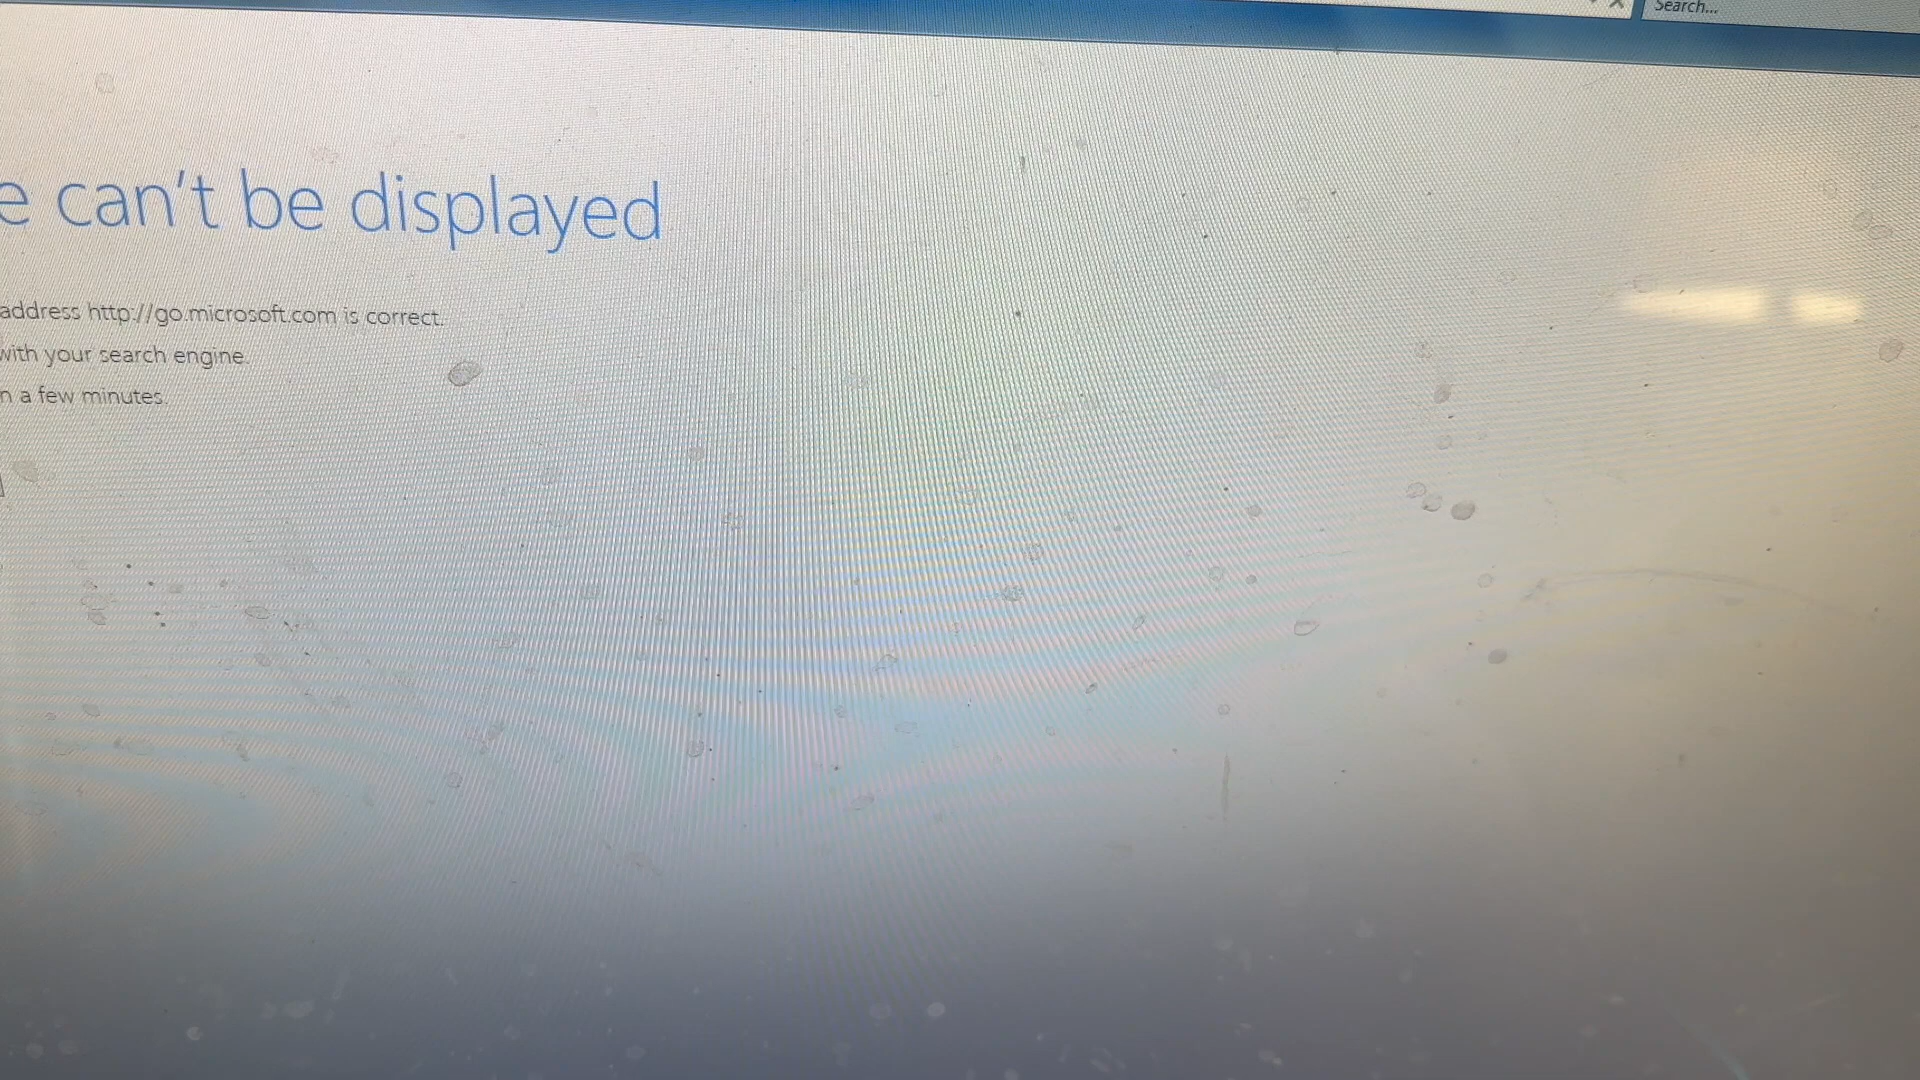 Search...
e can't be displayed
address http://go.microsoft.com is correct.
with your search engine.
n a few minutes.